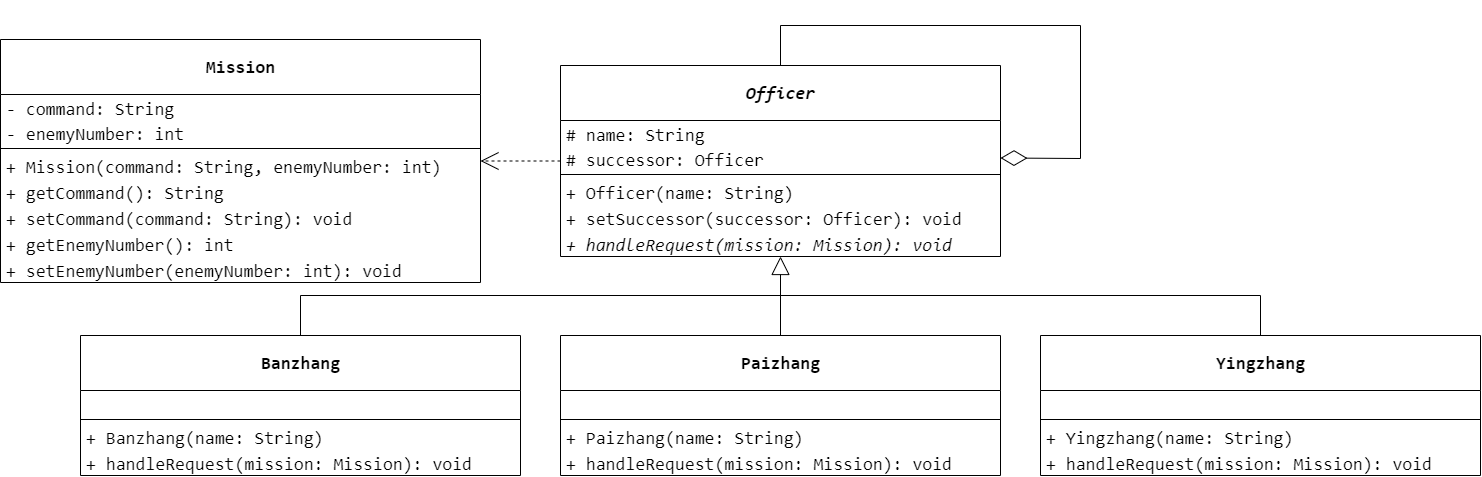 Mission
- command: String
- enemyNumber: int
+ Mission(command: String, enemyNumber: int)
+ getCommand(): String
+ setCommand(command: String): void
+ getEnemyNumber(): int
+ setEnemyNumber(enemyNumber: int): void
Officer
# name: String
# successor: Officer
+ Officer(name: String)
+ setSuccessor(successor: Officer): void
+ handleRequest(mission: Mission): void
Banzhang
+ Banzhang(name: String)
+ handleRequest(mission: Mission): void
Paizhang
+ Paizhang(name: String)
+ handleRequest(mission: Mission): void
Yingzhang
+ Yingzhang(name: String)
+ handleRequest(mission: Mission): void